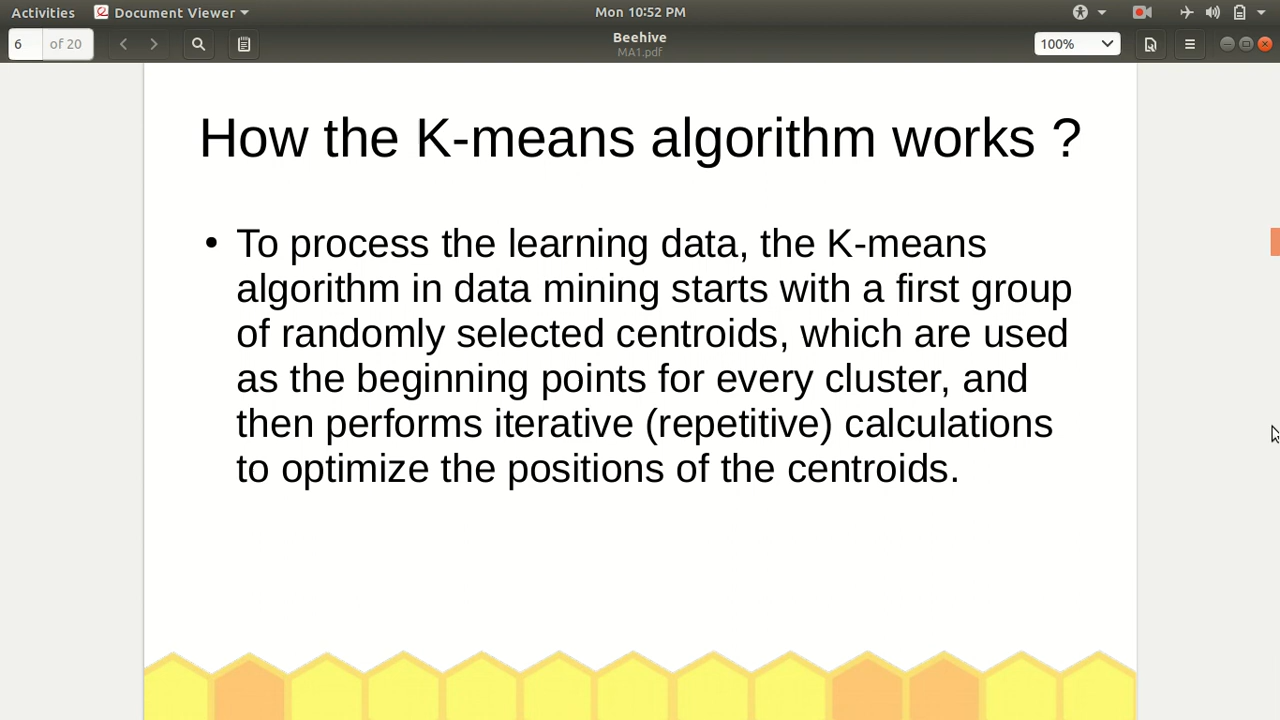 Activities Document Viewer Mon 10:52 PM
6 of 20 Beehive 100%
MA1.pdf
How the K-means algorithm works ?
• To process the learning data, the K-means
algorithm in data mining starts with a first group
of randomly selected centroids, which are used
as the beginning points for every cluster, and
then performs iterative (repetitive) calculations
to optimize the positions of the centroids.